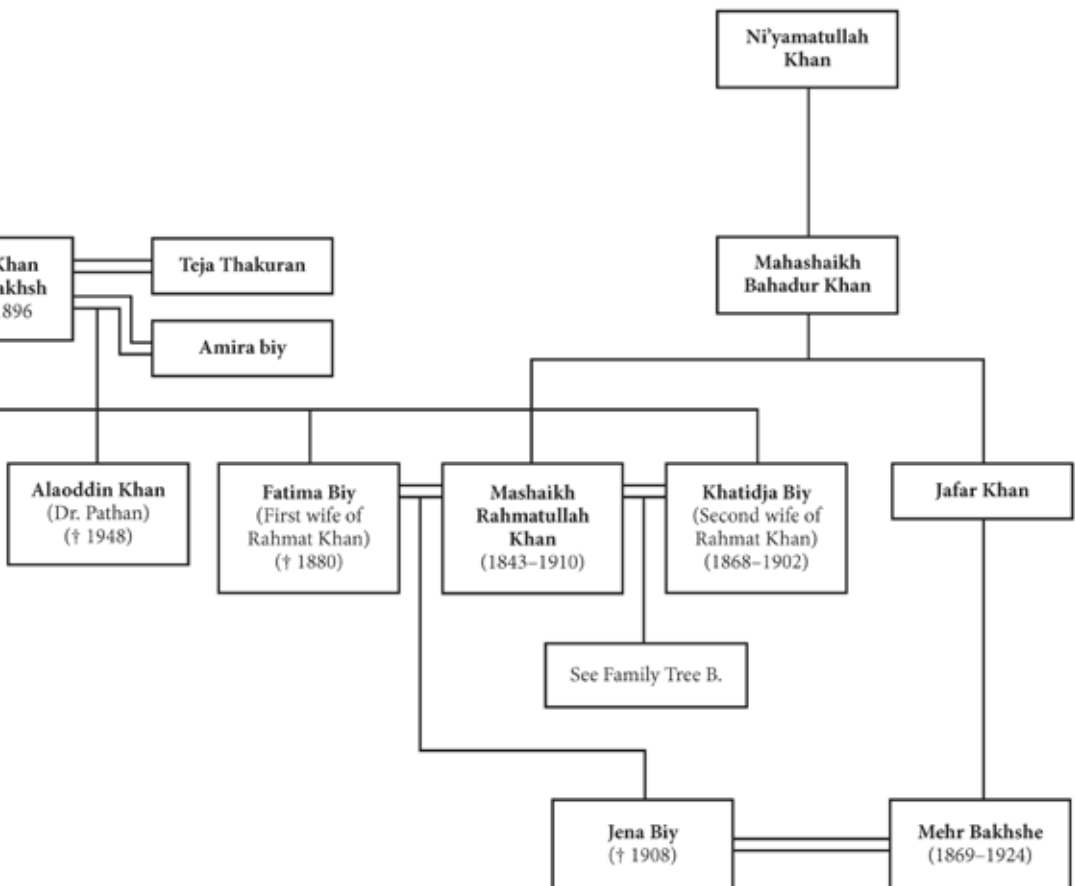 Ni'yamatullah
Khan
Khan
Teja Thakuran
Mahashaikh
Bahadur Khan
896
Amira biy
Alaoddin Khan
(Dr. Pathan)
(† 1948)
Fatima Biy
(First wife of
Rahmat Khan)
(† 1880)
Mashaikh
Rahmatullah
Khan
(1843–1910)
Khatidja Biy
(Second wife of
Rahmat Khan)
(1868–1902)
Jafar Khan
See Family Tree B.
Jena Biy
(† 1908)
Mehr Bakhshe
(1869–1924)